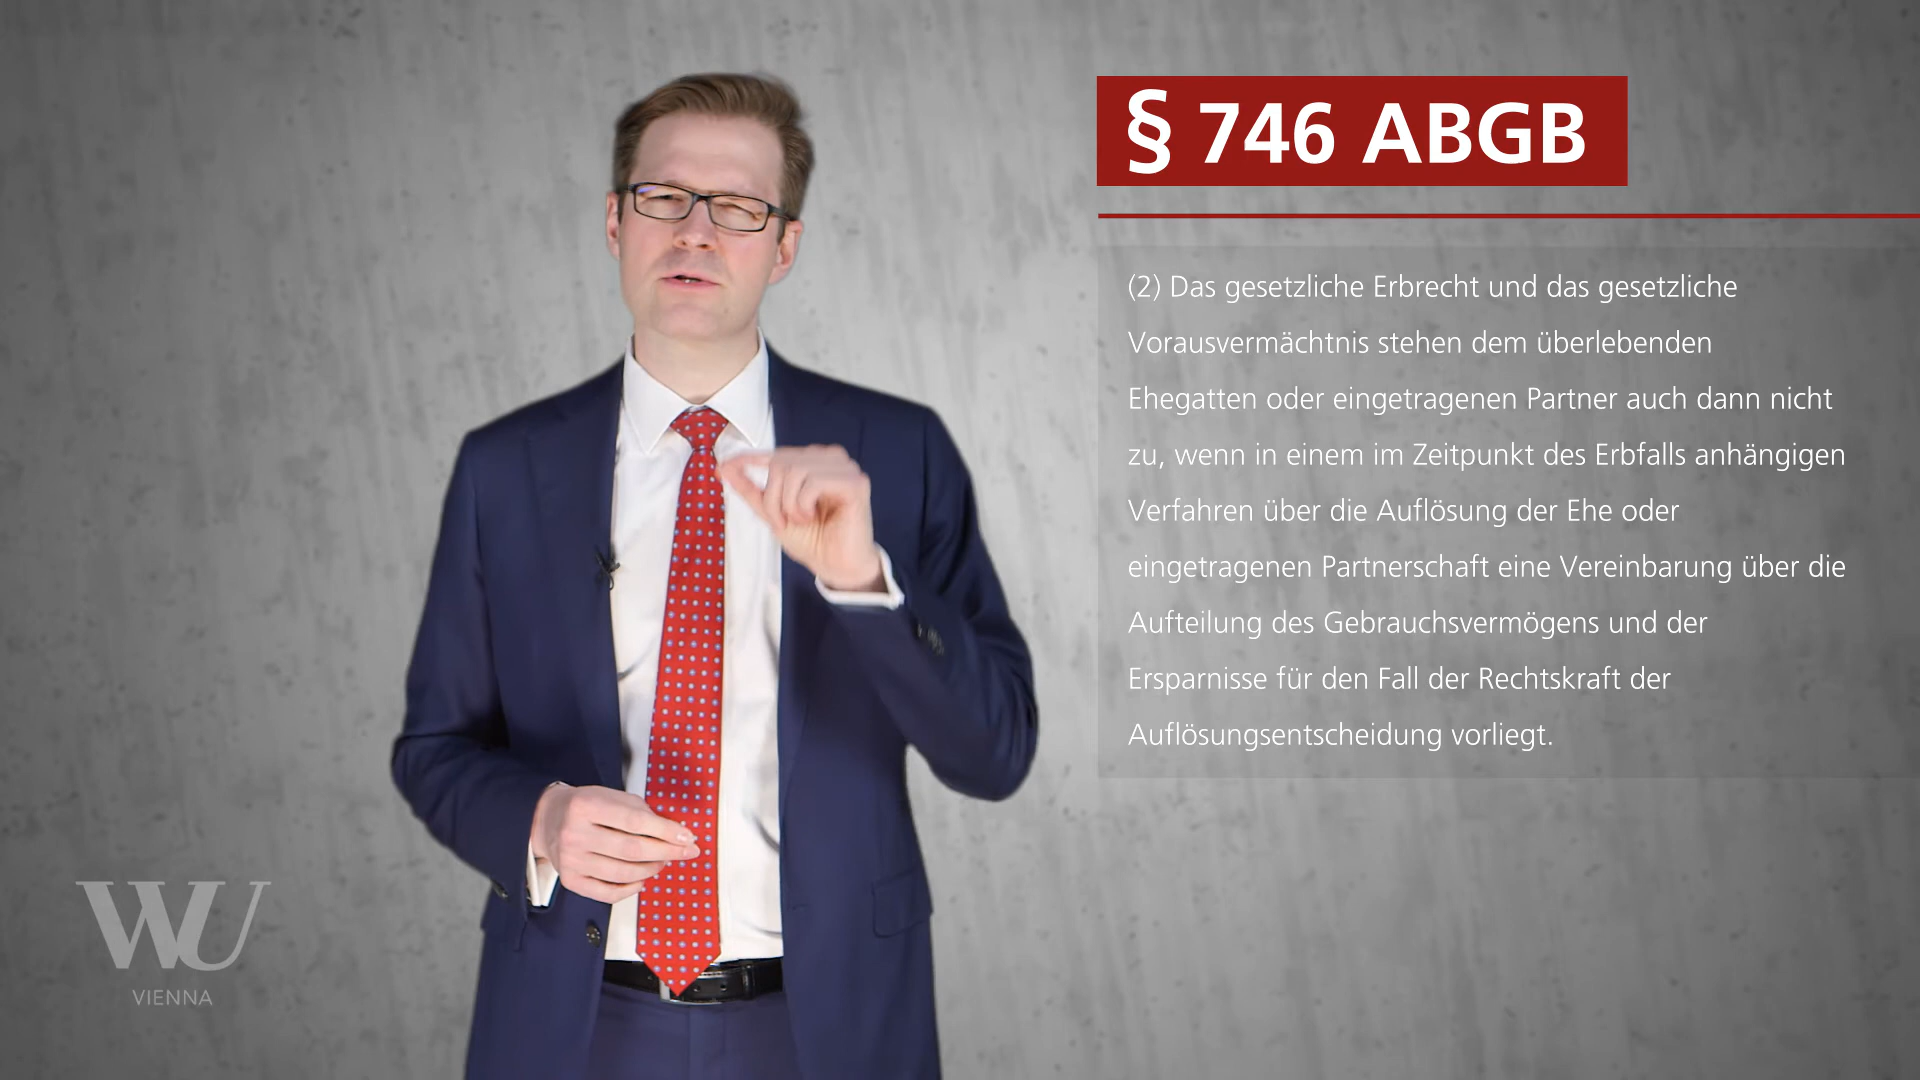 § 746 ABGB
(2) Das gesetzliche Erbrecht und das gesetzliche
Vorausvermächtnis stehen dem überlebenden
Ehegatten oder eingetragenen Partner auch dann nicht
zu, wenn in einem im Zeitpunkt des Erbfalls anhängigen
Verfahren über die Auflösung der Ehe oder
eingetragenen Partnerschaft eine Vereinbarung über die
Aufteilung des Gebrauchsvermögens und der
Ersparnisse für den Fall der Rechtskraft der
Auflösungsentscheidung vorliegt.
WU
VIENNA